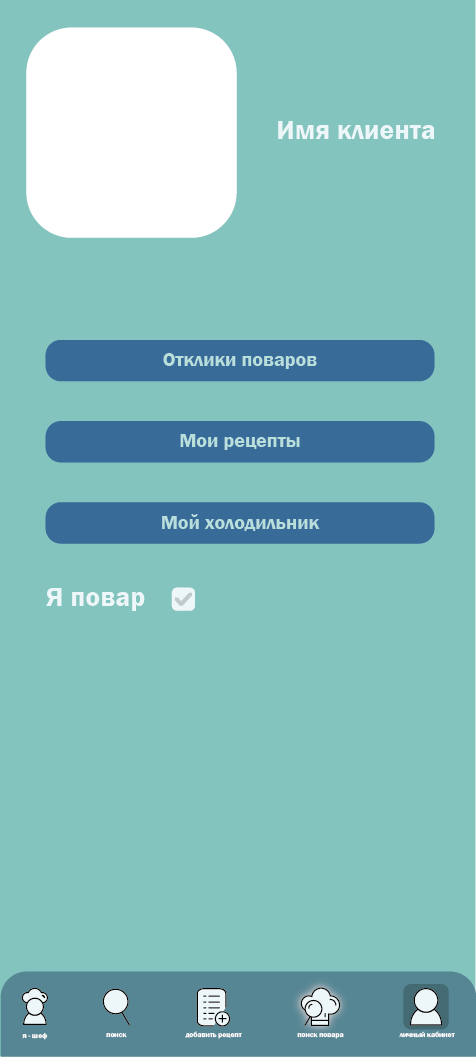 Имя клиента
Отклики поваров
Мои рецепты
Мой холодильник
Я повар
я - шеф
поиск
добавить рецепт
поиск повара
личный кабинет